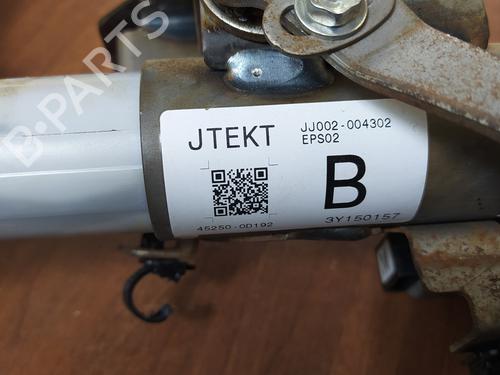 B-PARTS
JTEKT
JJ002-004302
EPS02
B
45250-0D192
3Y150157